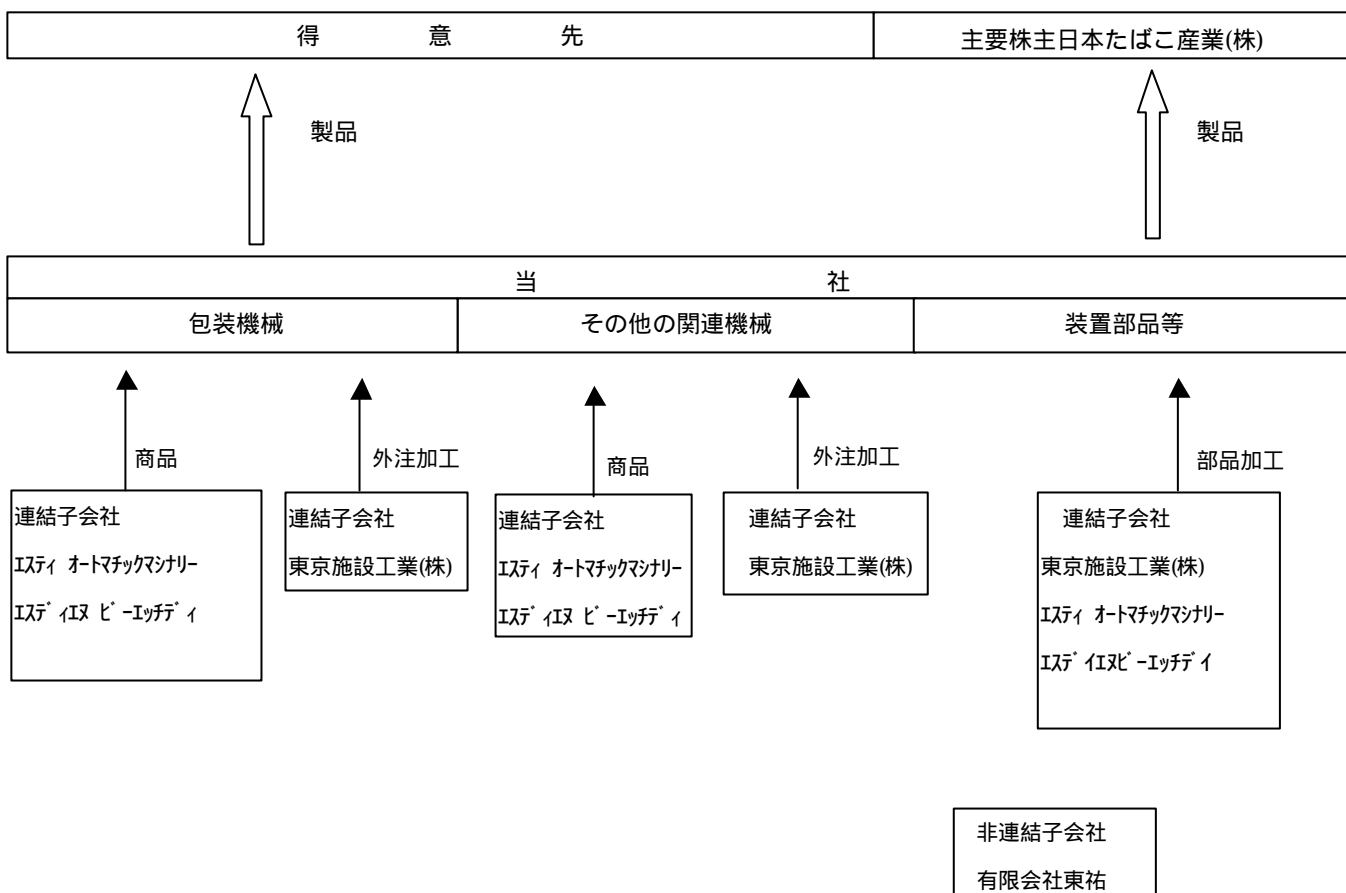 得 意 先
主要株主日本たばこ産業(株)
製品
製品
当 社
包装機械
その他の関連機械
装置部品等
商品
外注加工
商品
外注加工
部品加工
連結子会社
ｴｽﾃｨ ｵｰﾄﾏﾁｯｸﾏｼﾅﾘｰ
ｴｽﾃﾞｨｴﾇ ﾋﾞｰｴｯﾁﾃﾞｨ
連結子会社
東京施設工業(株)
連結子会社
ｴｽﾃｨ ｵｰﾄﾏﾁｯｸﾏｼﾅﾘｰ
ｴｽﾃﾞｨｴﾇ ﾋﾞｰｴｯﾁﾃﾞｨ
連結子会社
東京施設工業(株)
連結子会社
東京施設工業(株)
ｴｽﾃｨ ｵｰﾄﾏﾁｯｸﾏｼﾅﾘｰ
ｴｽﾃﾞｲｴﾇﾋﾞｰｴｯﾁﾃﾞｲ
非連結子会社
有限会社東祐